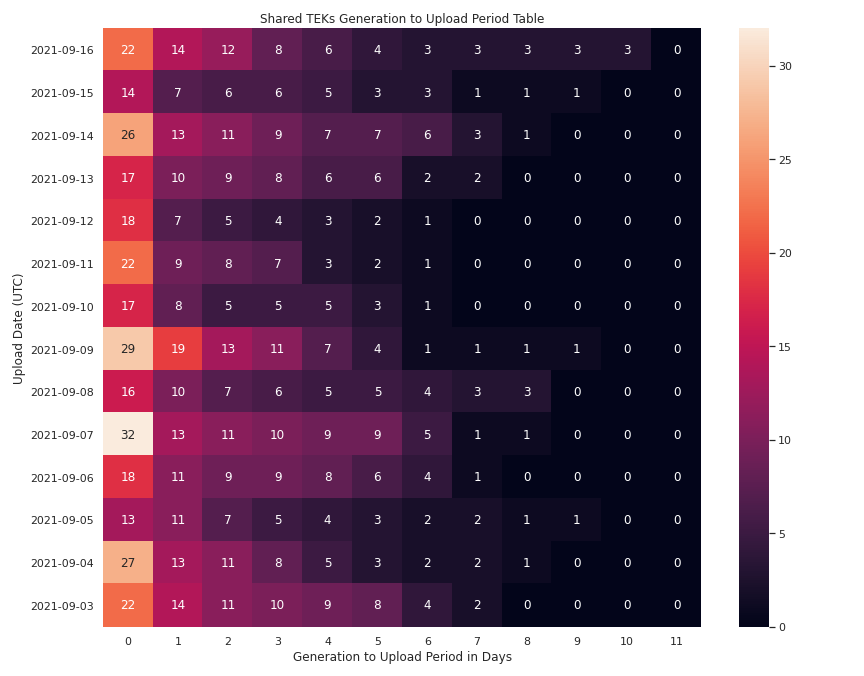 Shared TEKs Generation to Upload Period Table
2021-09-16 22 14 12 8 6 4 3 3 3 3 3 0
2021-09-15 14 7 6 6 5 3 3 1 1 1 0 0
2021-09-14 26 13 11 9 7 7 6 3 1 0 0 0
2021-09-13 17 10 9 8 6 6 2 2 0 0 0 0
2021-09-12 18 7 5 4 3 2 1 0 0 0 0 0
2021-09-11 22 9 8 7 3 2 1 0 0 0 0 0
2021-09-10 17 8 5 5 5 3 1 0 0 0 0 0
2021-09-09 29 19 13 11 7 4 1 1 1 1 0 0
2021-09-08 16 10 7 6 5 5 4 3 3 0 0 0
2021-09-07 32 13 11 10 9 9 5 1 1 0 0 0
2021-09-06 18 11 9 9 8 6 4 1 0 0 0 0
2021-09-05 13 11 7 5 4 3 2 2 1 1 0 0
2021-09-04 27 13 11 8 5 3 2 2 1 0 0 0
2021-09-03 22 14 11 10 9 8 4 2 0 0 0 0
0 1 2 3 4 5 6 7 8 9 10 11
Generation to Upload Period in Days
Upload Date (UTC)
30
25
20
15
10
5
0